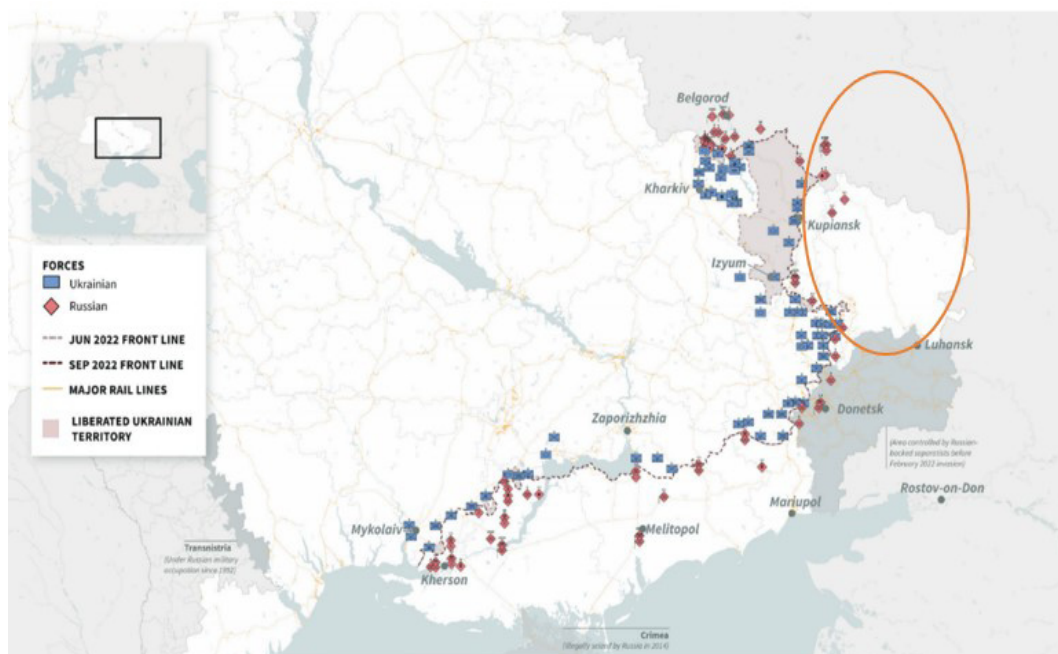 Belgorod
Kharkiv
Kupiansk
Izyum
FORCES
Ukrainian
Russian
JUN 2022 FRONT LINE
SEP 2022 FRONT LINE
MAJOR RAIL LINES
LIBERATED UKRAINIAN
TERRITORY
Luhansk
Donetsk
Zaporizhzhia
(Area controlled by Russian-
backed separatists before
February 2022 invasion)
Rostov-on-Don
Mariupol
Mykolaiv
Melitopol
Transnistria
(Under Russian military
occupation since 1992)
Kherson
Crimea
(Illegally seized by Russia in 2014)